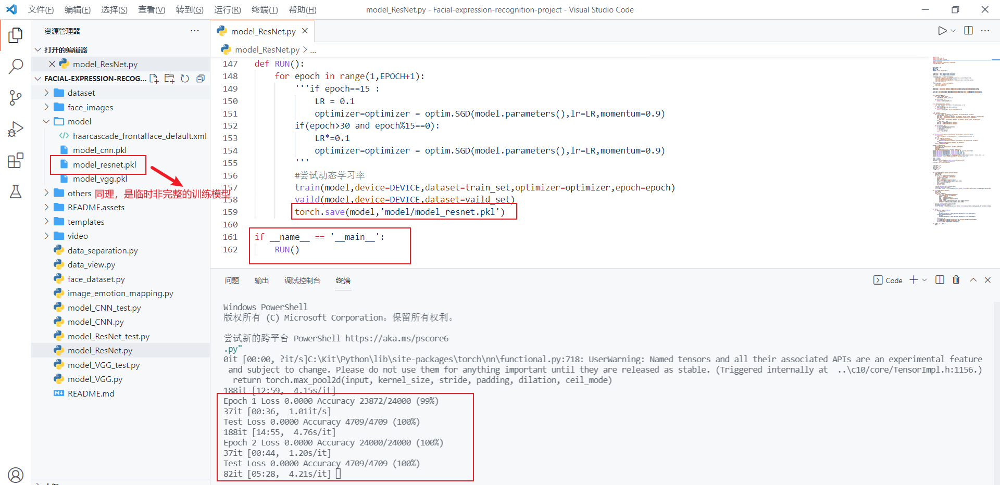 文件(F) 编辑(E) 选择(S) 查看(V) 转到(G) 运行(R) 终端(T) 帮助(H)
model_ResNet.py - Facial-expression-recognition-project - Visual Studio Code
资源管理器
打开的编辑器
model_ResNet.py
FACIAL-EXPRESSION-RECOG...
dataset
face_images
model
haarcascade_frontalface_default.xml
model_cnn.pkl
model_resnet.pkl
model_vgg.pkl
others
同理，是临时非完整的训练模型
README.assets
templates
video
data_separation.py
data_view.py
face_dataset.py
image_emotion_mapping.py
model_CNN_test.py
model_CNN.py
model_ResNet_test.py
model_ResNet.py
model_VGG_test.py
model_VGG.py
README.md
model_ResNet.py
model_ResNet.py > ...
147 def RUN():
148 for epoch in range(1,EPOCH+1):
149 '''if epoch==15 :
150 LR = 0.1
151 optimizer=optimizer = optim.SGD(model.parameters(),lr=LR,momentum=0.9)
152 if(epoch>30 and epoch%15==0):
153 LR*=0.1
154 optimizer=optimizer = optim.SGD(model.parameters(),lr=LR,momentum=0.9)
155 '''
156 #尝试动态学习率
157 train(model,device=DEVICE,dataset=train_set,optimizer=optimizer,epoch=epoch)
158 vaild(model,device=DEVICE,dataset=vaild_set)
159 torch.save(model,'model/model_resnet.pkl')
160
161 if __name__ == '__main__':
162 RUN()
问题 输出 调试控制台 终端
Code
Windows PowerShell
版权所有 (C) Microsoft Corporation。保留所有权利。
尝试新的跨平台 PowerShell https://aka.ms/pscore6
.py"
0it [00:00, ?it/s]C:\Kit\Python\lib\site-packages\torch\nn\functional.py:718: UserWarning: Named tensors and all their associated APIs are an experimental feature
and subject to change. Please do not use them for anything important until they are released as stable. (Triggered internally at ..\c10/core/TensorImpl.h:1156.)
return torch.max_pool2d(input, kernel_size, stride, padding, dilation, ceil_mode)
188it [12:59, 4.15s/it]
Epoch 1 Loss 0.0000 Accuracy 23872/24000 (99%)
37it [00:36, 1.01it/s]
Test Loss 0.0000 Accuracy 4709/4709 (100%)
188it [14:55, 4.76s/it]
Epoch 2 Loss 0.0000 Accuracy 24000/24000 (100%)
37it [00:44, 1.20s/it]
Test Loss 0.0000 Accuracy 4709/4709 (100%)
82it [05:28, 4.21s/it]